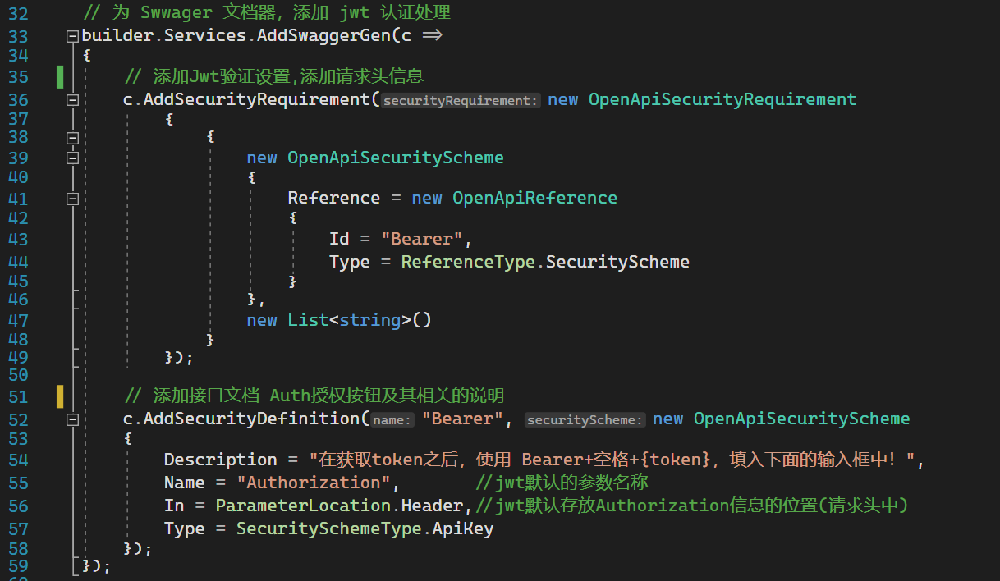 32 // 为 Swwager 文档器，添加 jwt 认证处理
33 builder.Services.AddSwaggerGen(c =>
34 {
35 // 添加Jwt验证设置,添加请求头信息
36 c.AddSecurityRequirement(securityRequirement: new OpenApiSecurityRequirement
37 {
38 {
39 new OpenApiSecurityScheme
40 {
41 Reference = new OpenApiReference
42 {
43 Id = "Bearer",
44 Type = ReferenceType.SecurityScheme
45 }
46 },
47 new List<string>()
48 }
49 });
50
51 // 添加接口文档 Auth授权按钮及其相关的说明
52 c.AddSecurityDefinition(name: "Bearer", securityScheme: new OpenApiSecurityScheme
53 {
54 Description = "在获取token之后，使用 Bearer+空格+{token}，填入下面的输入框中！",
55 Name = "Authorization", //jwt默认的参数名称
56 In = ParameterLocation.Header,//jwt默认存放Authorization信息的位置(请求头中)
57 Type = SecuritySchemeType.ApiKey
58 });
59 });